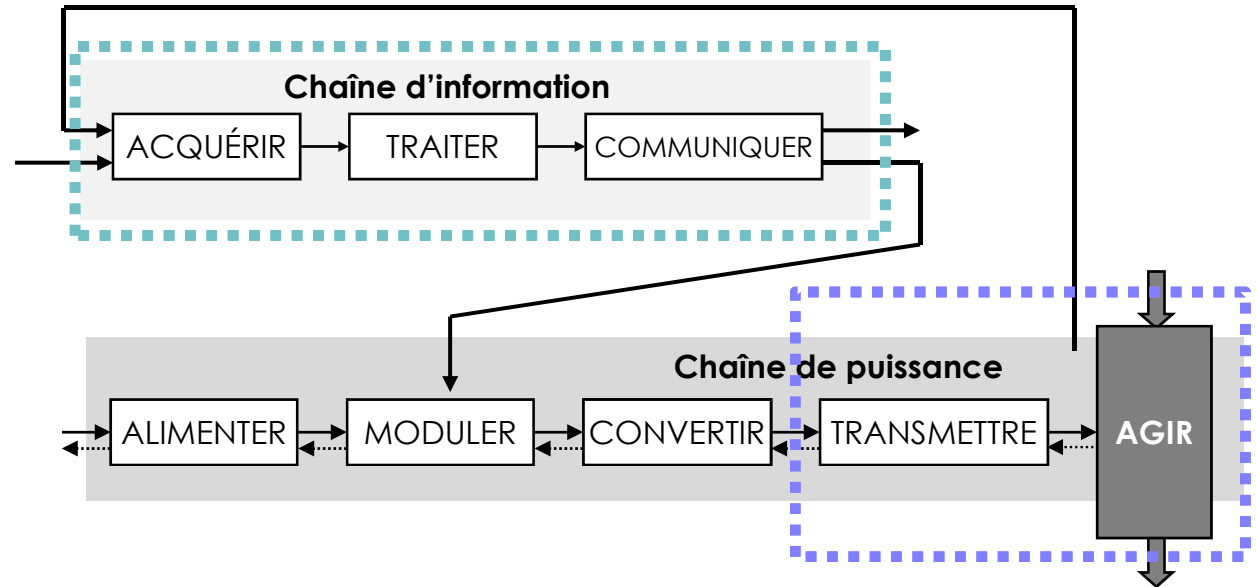 Chaîne d’information
ACQUÉRIR
TRAITER
COMMUNIQUER
Chaîne de puissance
ALIMENTER
MODULER
CONVERTIR
TRANSMETTRE
AGIR